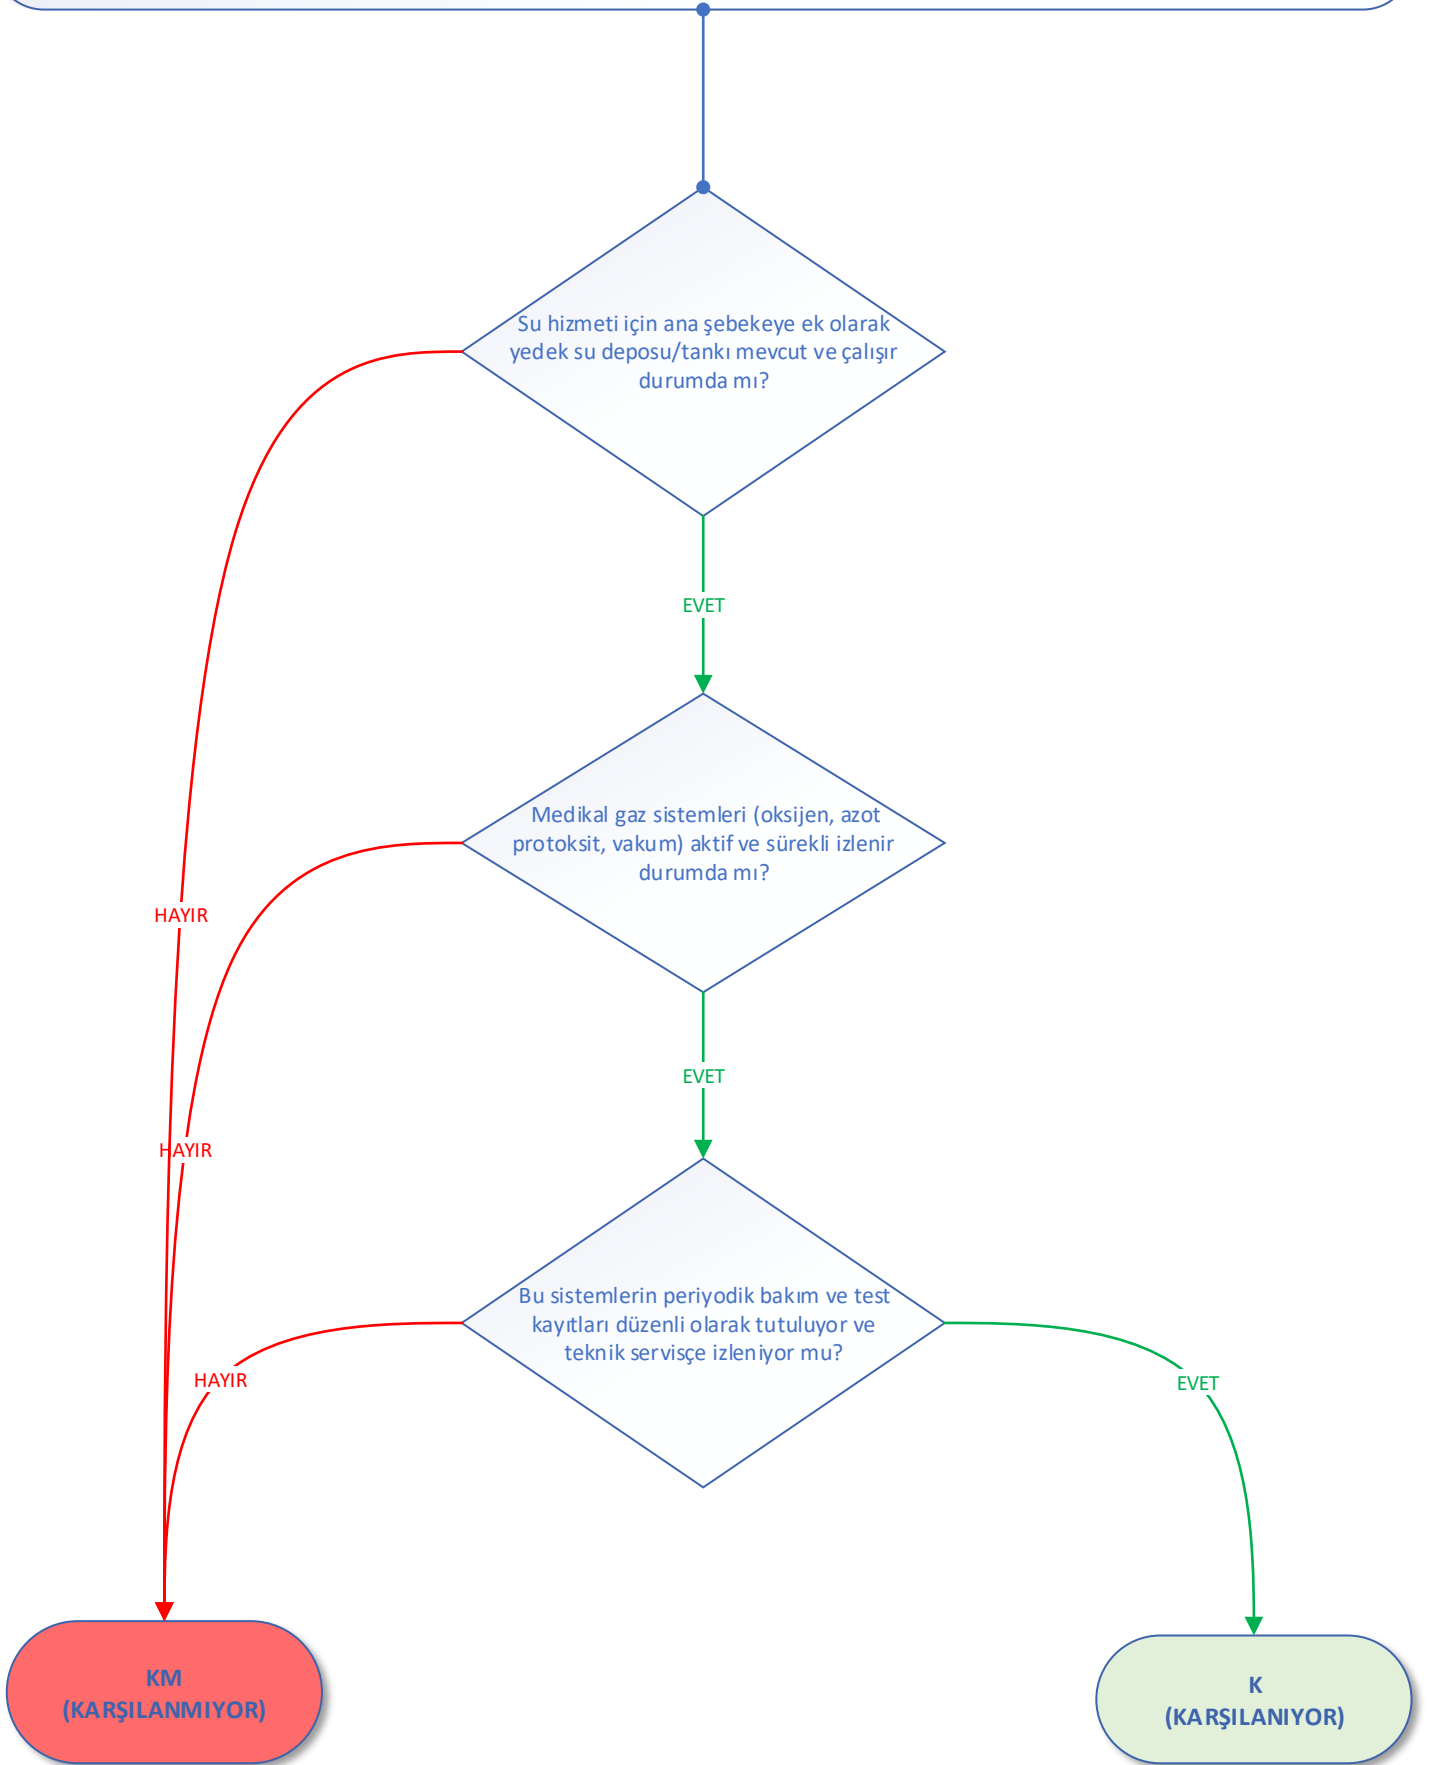 Su hizmeti için ana şebekeye ek olarak
yedek su deposu/tankı mevcut ve çalışır
durumda mı?
EVET
Medikal gaz sistemleri (oksijen, azot
protoksit, vakum) aktif ve sürekli izlenir
durumda mı?
HAYIR
EVET
HAYIR
Bu sistemlerin periyodik bakım ve test
kayıtları düzenli olarak tutuluyor ve
teknik servisçe izleniyor mu?
HAYIR
EVET
KM
(KARŞILANMIYOR)
K
(KARŞILANIYOR)